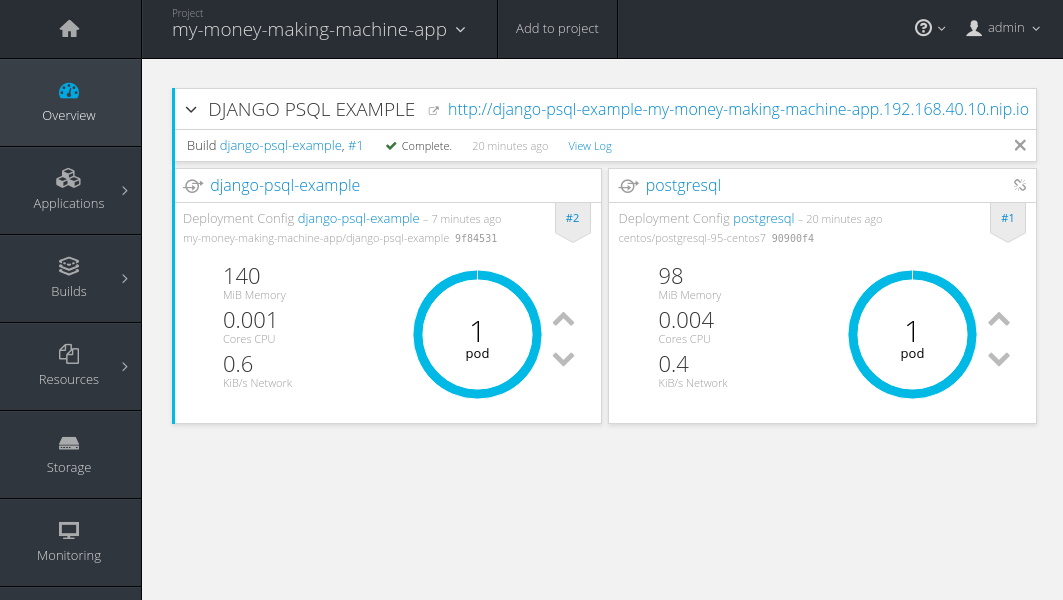 Project
my-money-making-machine-app
Add to project
admin
Overview
Applications
Builds
Resources
Storage
Monitoring
DJANGO PSQL EXAMPLE http://django-psql-example-my-money-making-machine-app.192.168.40.10.nip.io
Build django-psql-example, #1 Complete. 20 minutes ago View Log
django-psql-example
Deployment Config django-psql-example – 7 minutes ago #2
my-money-making-machine-app/django-psql-example 9f84531
140
MiB Memory
0.001
Cores CPU
0.6
KiB/s Network
1
pod
postgresql
Deployment Config postgresql – 20 minutes ago #1
centos/postgresql-95-centos7 90900f4
98
MiB Memory
0.004
Cores CPU
0.4
KiB/s Network
1
pod